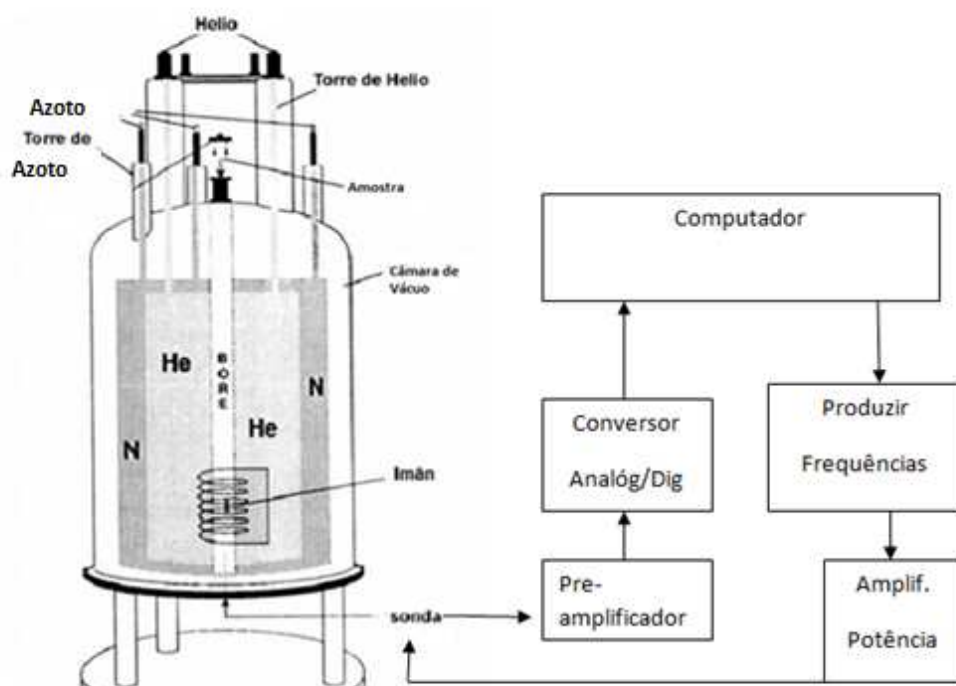 Helio
Torre de Helio
Azoto
Torre de
Azoto
Amostra
Câmara de
Vácuo
He
BORE
N
He
N
Imàn
sonda
Computador
Conversor
Analóg/Dig
Produzir
Frequências
Pre-
amplificador
Amplif.
Potência